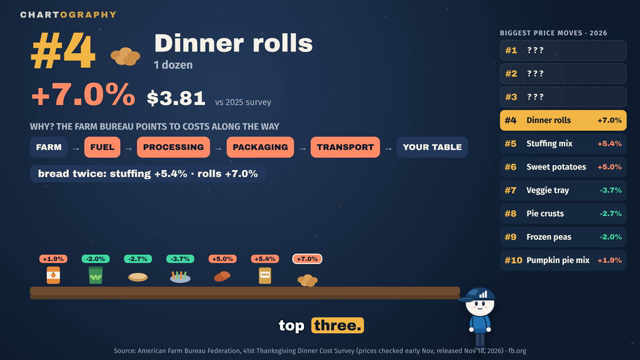 CHARTOGRAPHY
#4
Dinner rolls
1 dozen
+7.0% $3.81 vs 2025 survey
WHY? THE FARM BUREAU POINTS TO COSTS ALONG THE WAY
FARM → FUEL → PROCESSING → PACKAGING → TRANSPORT → YOUR TABLE
bread twice: stuffing +5.4% · rolls +7.0%
BIGGEST PRICE MOVES · 2026
#1 ???
#2 ???
#3 ???
#4 Dinner rolls +7.0%
#5 Stuffing mix +5.4%
#6 Sweet potatoes +5.0%
#7 Veggie tray -3.7%
#8 Pie crusts -2.7%
#9 Frozen peas -2.0%
#10 Pumpkin pie mix +1.9%
+1.9% -2.0% -2.7% -3.7% +5.0% +5.4% +7.0%
top three.
Source: American Farm Bureau Federation, 41st Thanksgiving Dinner Cost Survey (prices checked early Nov, released Nov 18, 2026) · fb.org